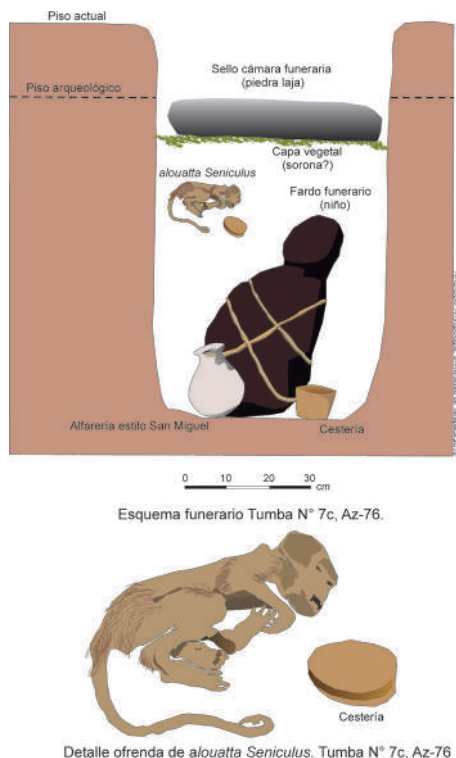 Piso actual
Sello cámara funeraria
(piedra laja)
Piso arqueológico
Capa vegetal
(sorona?)
alouatta Seniculus
Fardo funerario
(niño)
Alfarería estilo San Miguel
Cestería
0 10 20 30
cm
Esquema funerario Tumba N° 7c, Az-76.
Cestería
Detalle ofrenda de alouatta Seniculus. Tumba N° 7c, Az-76